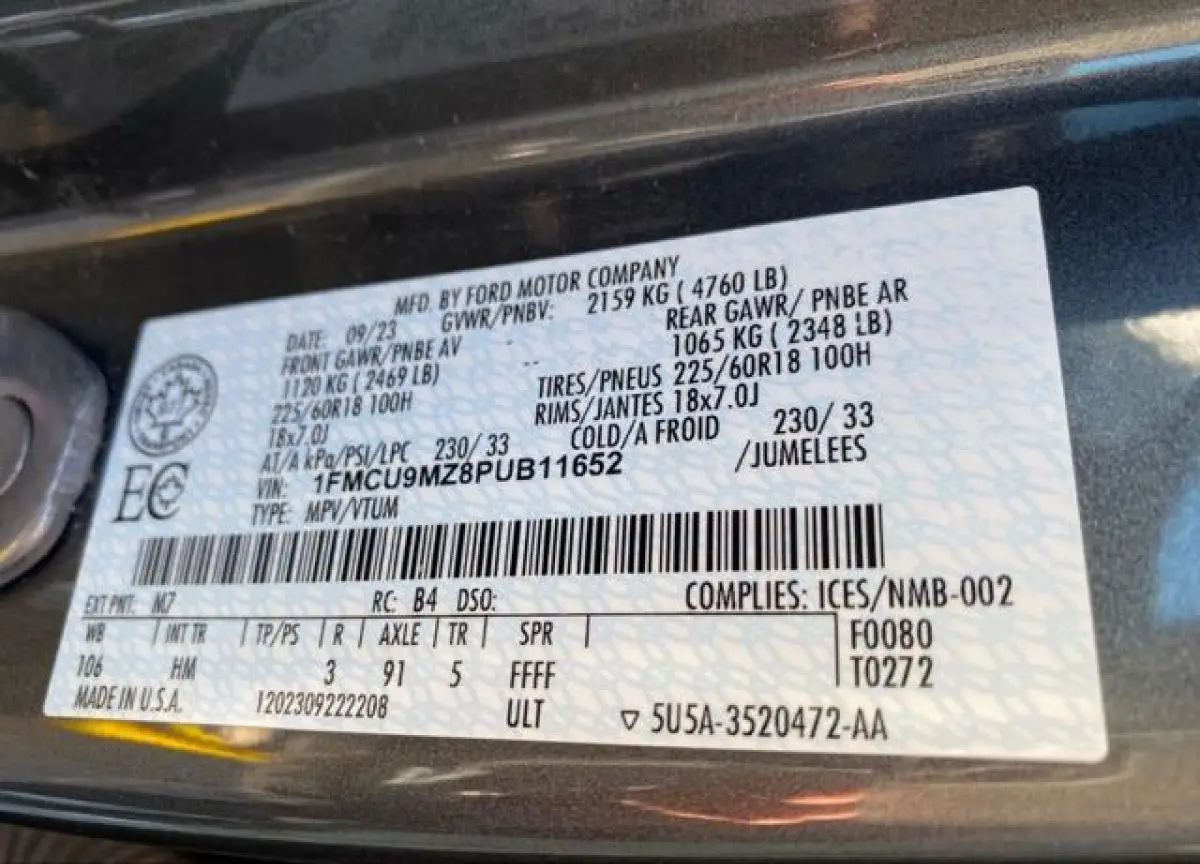 MFD. BY FORD MOTOR COMPANY
DATE: 09/23 GVWR/PNBV: 2159 KG ( 4760 LB)
FRONT GAWR/PNBE AV REAR GAWR/ PNBE AR
1120 KG ( 2469 LB) 1065 KG ( 2348 LB)
225/60R18 100H TIRES/PNEUS 225/60R18 100H
18x7.0J RIMS/JANTES 18x7.0J
AT/A kPa/PSI/LPC 230/ 33 COLD/A FROID 230/ 33
VIN: 1FMCU9MZ8PUB11652 /JUMELEES
TYPE: MPV/VTUM
EC
EXT PNT: M7 RC: B4 DSO: COMPLIES: ICES/NMB-002
WB | INT TR | TP/PS | R | AXLE | TR | SPR | F0080
106 HM 3 91 5 FFFF T0272
MADE IN U.S.A. 1202309222208 ULT ▽ 5U5A-3520472-AA